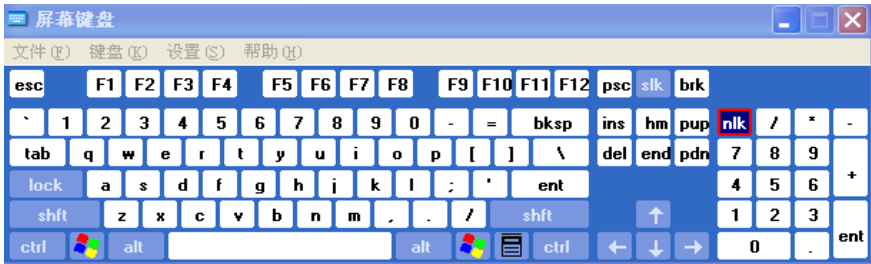 屏幕键盘
文件(F) 键盘(K) 设置(S) 帮助(H)
esc F1 F2 F3 F4 F5 F6 F7 F8 F9 F10 F11 F12 psc slk brk
` 1 2 3 4 5 6 7 8 9 0 - = bksp ins hm pup nlk / * -
tab q w e r t y u i o p [ ] \ del end pdn 7 8 9 +
lock a s d f g h j k l ; ' ent 4 5 6
shft z x c v b n m , . / shft ↑ 1 2 3 ent
ctrl alt alt ctrl ← ↓ → 0 .